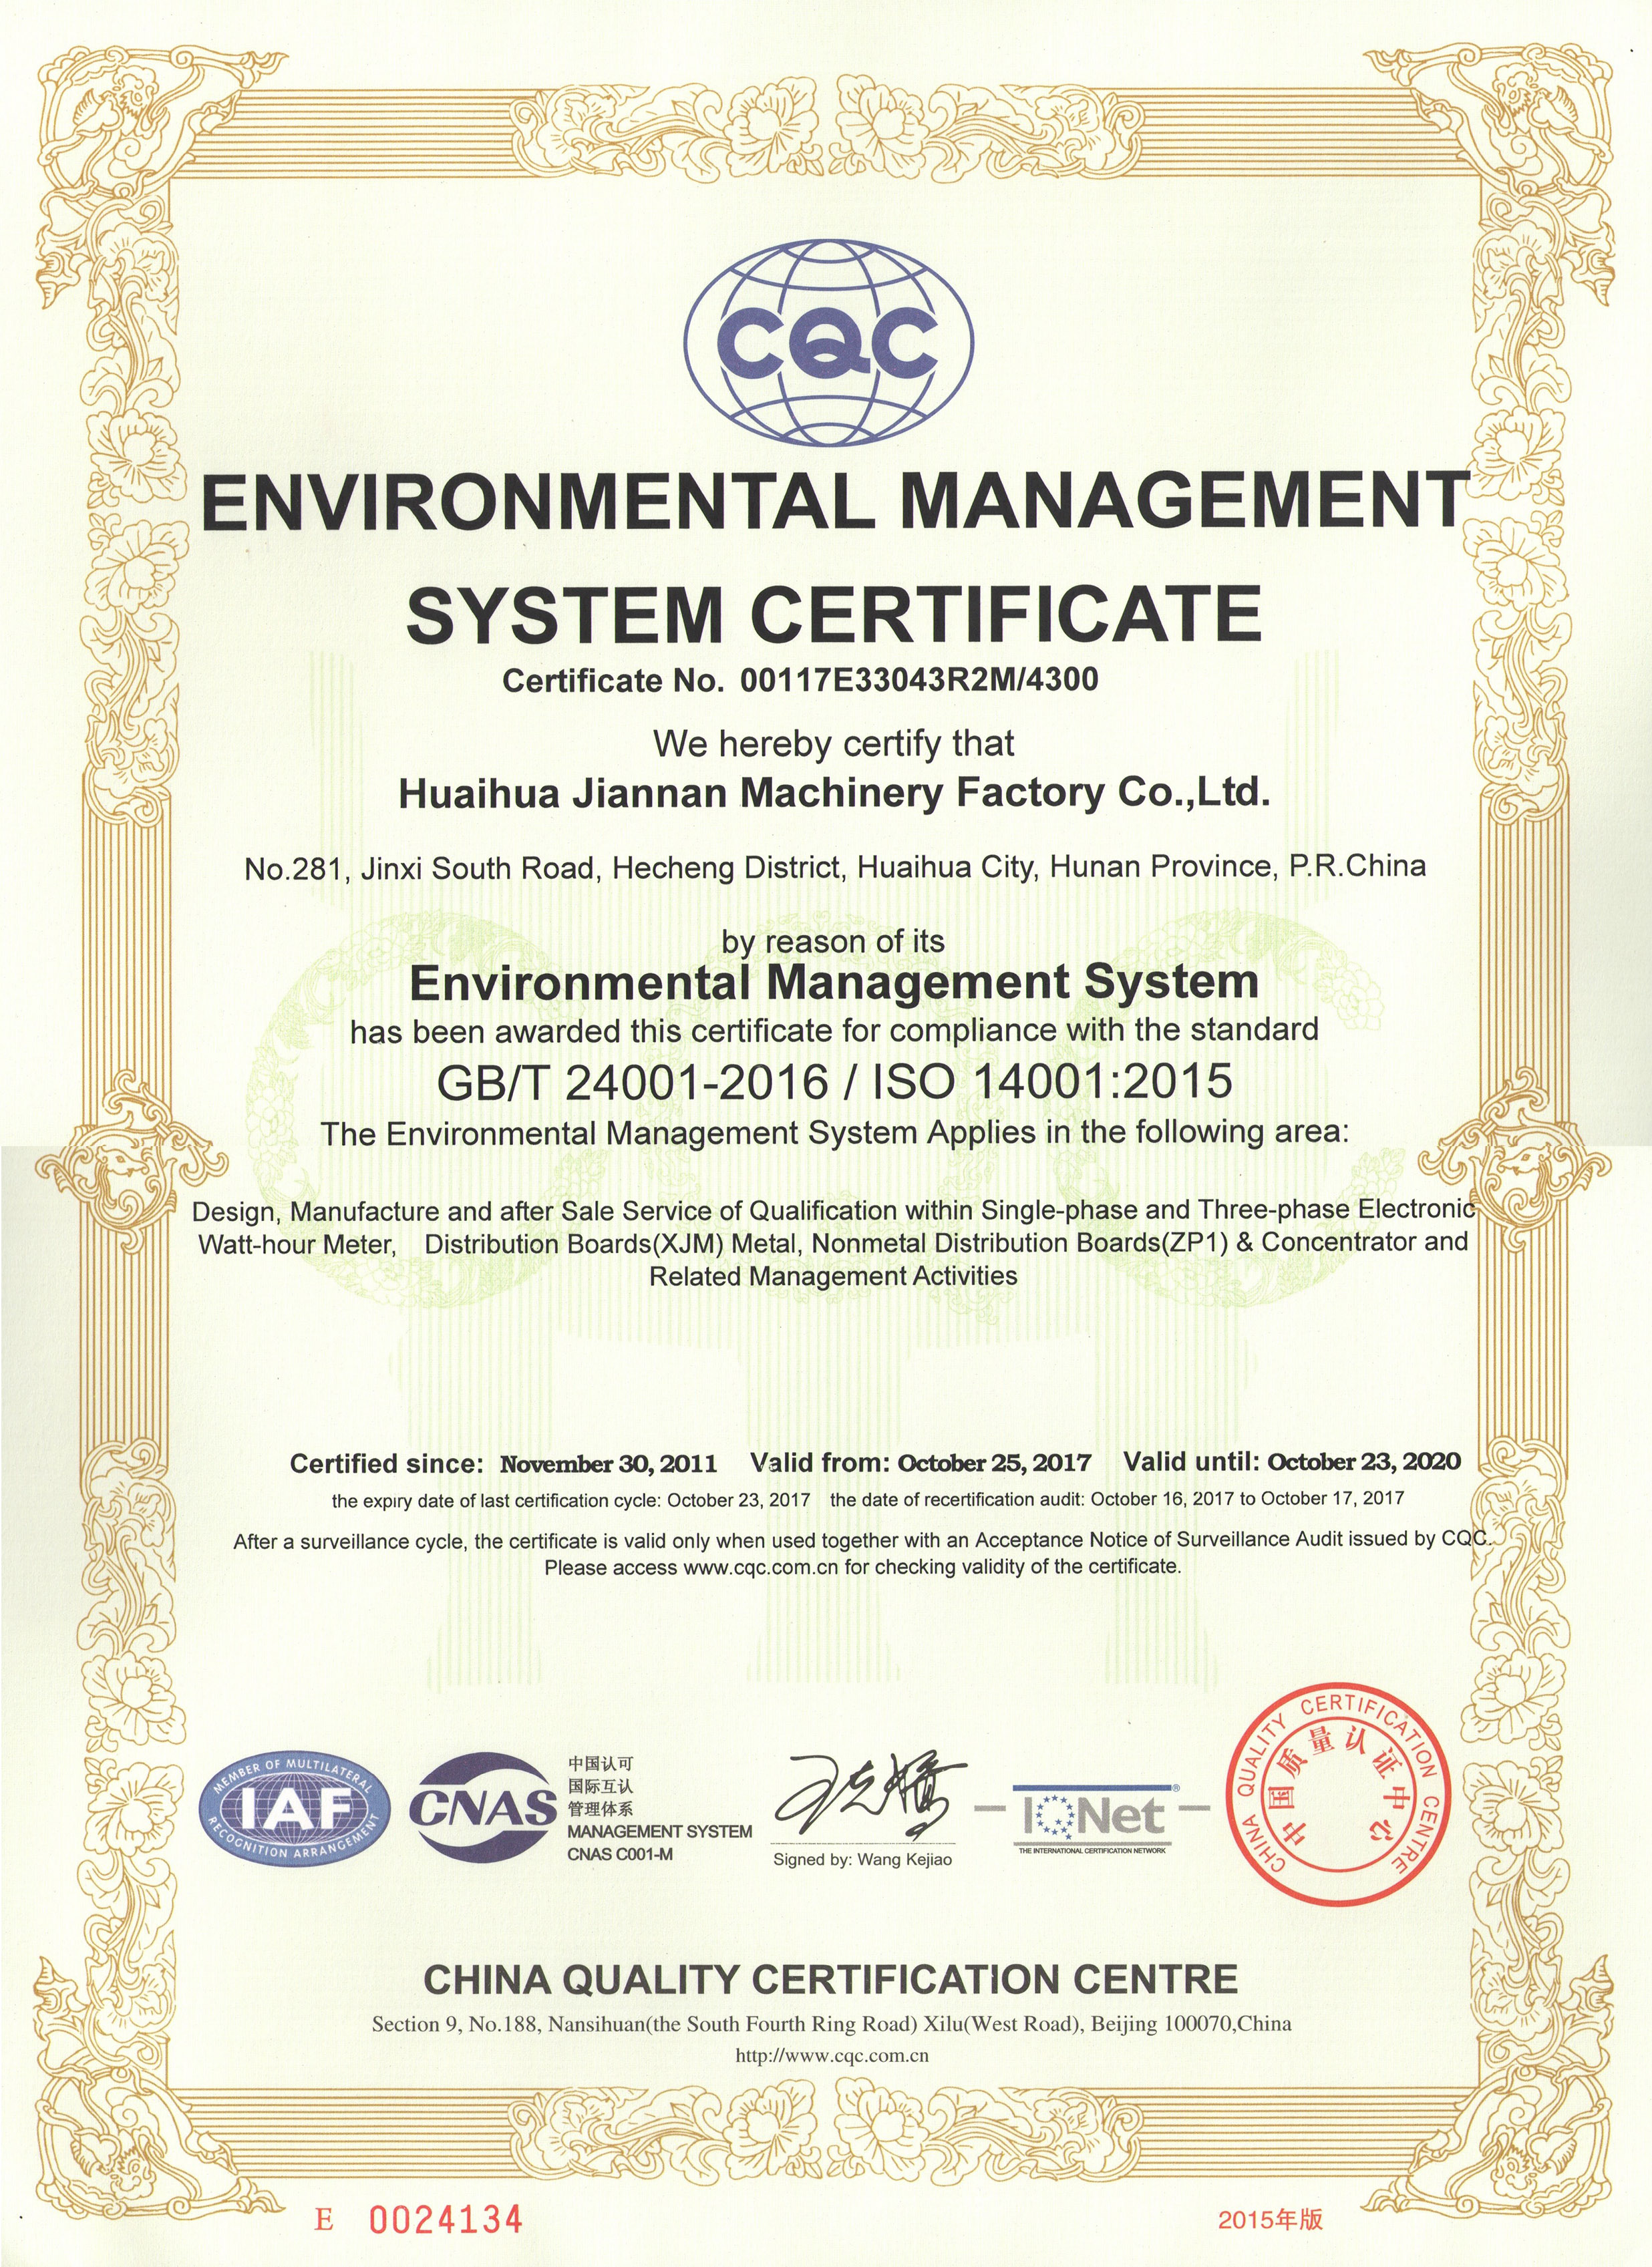 CQC
ENVIRONMENTAL MANAGEMENT
SYSTEM CERTIFICATE
Certificate No. 00117E33043R2M/4300
We hereby certify that
Huaihua Jiannan Machinery Factory Co.,Ltd.
No.281, Jinxi South Road, Hecheng District, Huaihua City, Hunan Province, P.R.China
by reason of its
Environmental Management System
has been awarded this certificate for compliance with the standard
GB/T 24001-2016 / ISO 14001:2015
The Environmental Management System Applies in the following area:
Design, Manufacture and after Sale Service of Qualification within Single-phase and Three-phase Electronic
Watt-hour Meter, Distribution Boards(XJM) Metal, Nonmetal Distribution Boards(ZP1) & Concentrator and
Related Management Activities
Certified since: November 30, 2011 Valid from: October 25, 2017 Valid until: October 23, 2020
the expiry date of last certification cycle: October 23, 2017 the date of recertification audit: October 16, 2017 to October 17, 2017
After a surveillance cycle, the certificate is valid only when used together with an Acceptance Notice of Surveillance Audit issued by CQC.
Please access www.cqc.com.cn for checking validity of the certificate.
MEMBER OF MULTILATERAL
IAF
RECOGNITION ARRANGEMENT
CNAS
中国认可
国际互认
管理体系
MANAGEMENT SYSTEM
CNAS C001-M
Signed by: Wang Kejiao
IQNet ®
THE INTERNATIONAL CERTIFICATION NETWORK
CHINA QUALITY CERTIFICATION CENTRE
中国质量认证中心
CHINA QUALITY CERTIFICATION CENTRE
Section 9, No.188, Nansihuan(the South Fourth Ring Road) Xilu(West Road), Beijing 100070,China
http://www.cqc.com.cn
E 0024134
2015年版